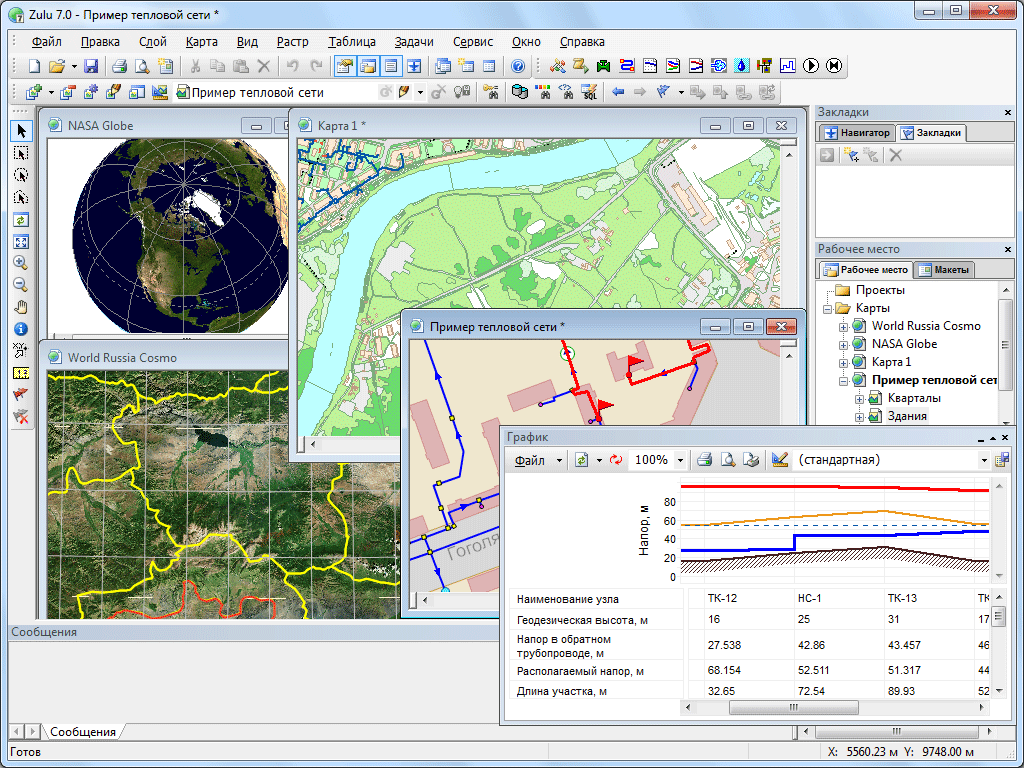 Zulu 7.0 - Пример тепловой сети *
Файл Правка Слой Карта Вид Растр Таблица Задачи Сервис Окно Справка
Пример тепловой сети
SQL
NASA Globe
Карта 1 *
World Russia Cosmo
Пример тепловой сети *
Гоголя
Закладки
Навигатор Закладки
Рабочее место
Рабочее место Макеты
Проекты
Карты
World Russia Cosmo
NASA Globe
Карта 1
Пример тепловой сет
Кварталы
Здания
График
Файл 100% (стандартная)
Напор, м
80
60
40
20
0
Наименование узла ТК-12 НС-1 ТК-13 ТК
Геодезическая высота, м 16 25 31 17
Напор в обратном
трубопроводе, м 27.538 42.86 43.457 46
Располагаемый напор, м 68.154 52.511 51.317 44
Длина участка, м 32.65 72.54 89.93 52
Сообщения
Сообщения
Готов X: 5560.23 м Y: 9748.00 м